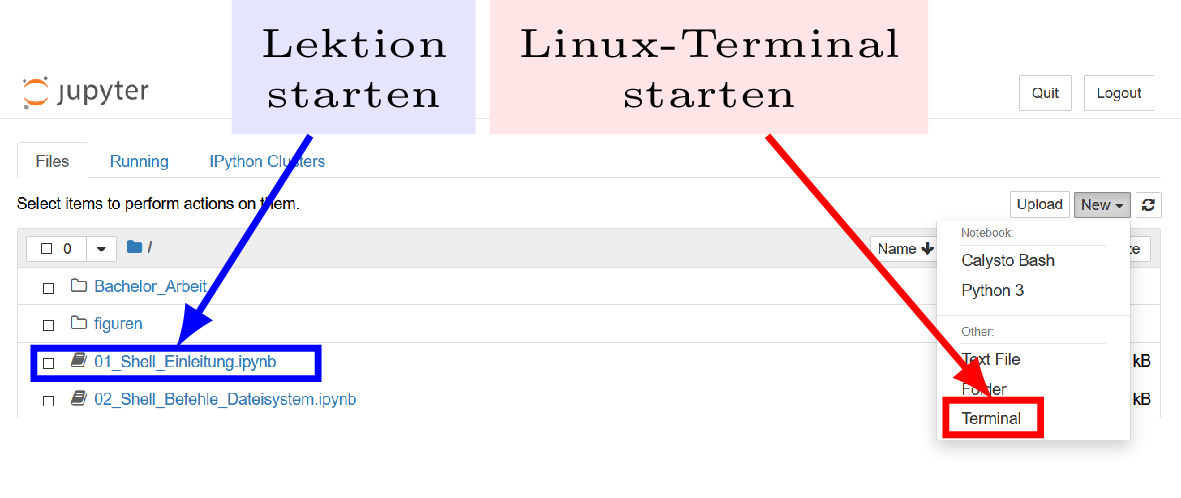 Lektion
starten
Linux-Terminal
starten
jupyter
Quit
Logout
Files
Running
IPython Clusters
Select items to perform actions on them.
Upload
New
0
/
Name
Notebook:
Calysto Bash
Python 3
Other:
Text File
Folder
Terminal
Bachelor_Arbeit
figuren
01_Shell_Einleitung.ipynb
kB
02_Shell_Befehle_Dateisystem.ipynb
kB